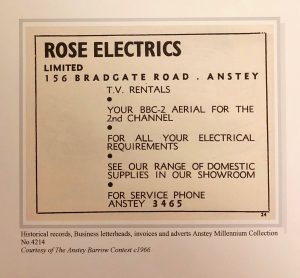 ROSE ELECTRICS
LIMITED
156 BRADGATE ROAD . ANSTEY
T.V. RENTALS
●
YOUR BBC-2 AERIAL FOR THE
2nd CHANNEL
●
FOR ALL YOUR ELECTRICAL
REQUIREMENTS
●
SEE OUR RANGE OF DOMESTIC
SUPPLIES IN OUR SHOWROOM
●
FOR SERVICE PHONE
ANSTEY 3465
24
Historical records, Business letterheads, invoices and adverts Anstey Millennium Collection
No.4214
Courtesy of The Anstey Barrow Contest c1966